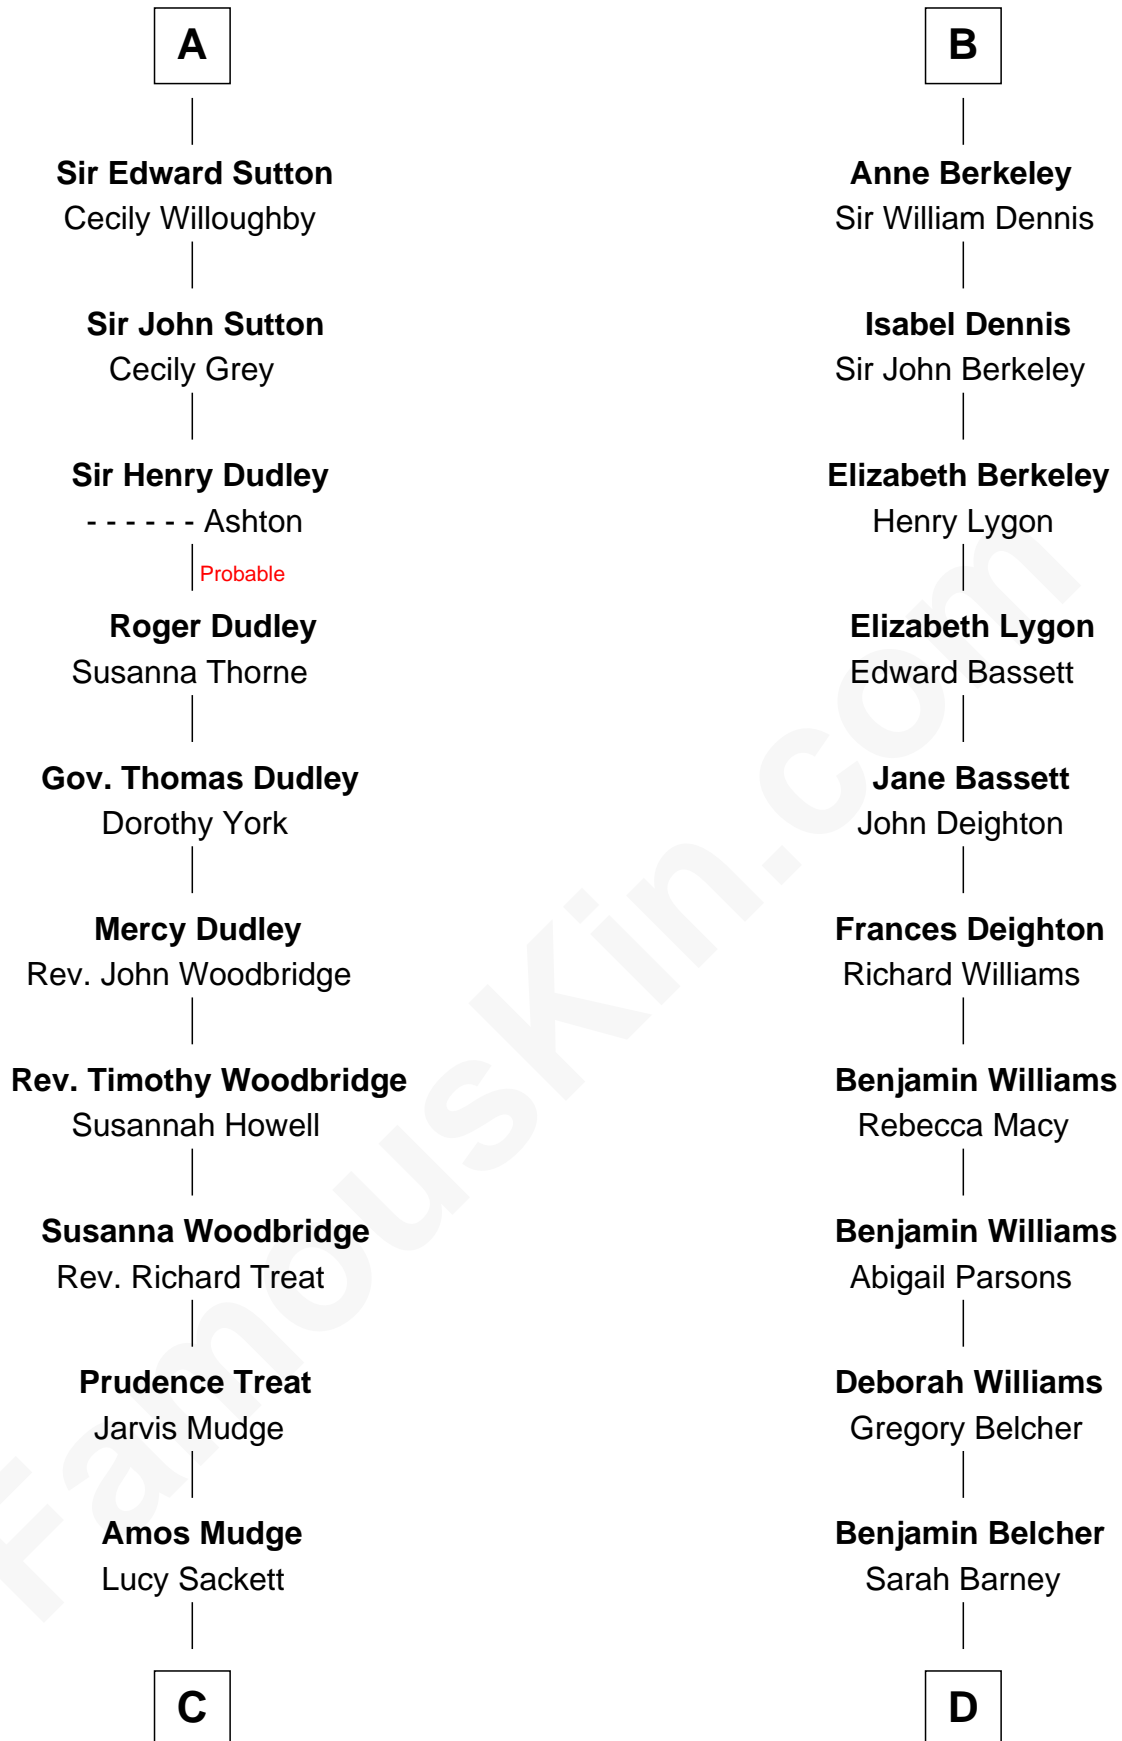 A
Sir Edward Sutton
Cecily Willoughby
Sir John Sutton
Cecily Grey
Sir Henry Dudley
- - - - - - Ashton
Probable
Roger Dudley
Susanna Thorne
Gov. Thomas Dudley
Dorothy York
Mercy Dudley
Rev. John Woodbridge
Rev. Timothy Woodbridge
Susannah Howell
Susanna Woodbridge
Rev. Richard Treat
Prudence Treat
Jarvis Mudge
Amos Mudge
Lucy Sackett
C
B
Anne Berkeley
Sir William Dennis
Isabel Dennis
Sir John Berkeley
Elizabeth Berkeley
Henry Lygon
Elizabeth Lygon
Edward Bassett
Jane Bassett
John Deighton
Frances Deighton
Richard Williams
Benjamin Williams
Rebecca Macy
Benjamin Williams
Abigail Parsons
Deborah Williams
Gregory Belcher
Benjamin Belcher
Sarah Barney
D
FamousKin.com